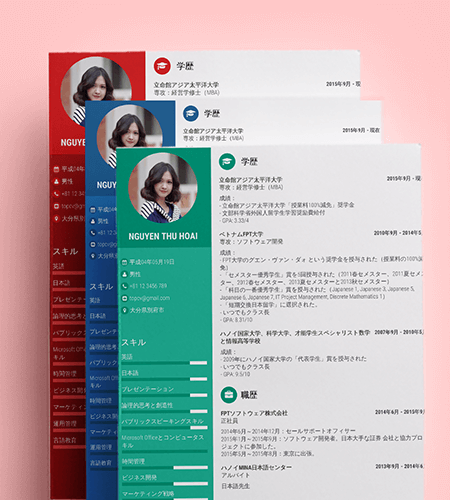 学歴
立命館アジア太平洋大学 2015年9月 - 現
専攻：経営学修士（MBA）
NGUY
平成04年
男性
+81 12 34
topcv@
大分県別
スキル
英語
日本語
プレゼンテーシ
論理的思考と
パブリックス
Microsoft Office
キル
時間管理
ビジネス開発
マーケティング
運用管理
言語教育
学歴
立命館アジア太平洋大学 2015年9月 - 現在
専攻：経営学修士（MBA）
NGU
平成04
男性
+81 12
topcv
大分県
スキル
英語
日本語
プレゼンテ
論理的思
パブリック
Microsoft O
キル
時間管理
ビジネス開
マーケティ
運用管理
言語教育
学歴
立命館アジア太平洋大学 2015年9月 - 現在
専攻：経営学修士（MBA）
成績：
- 立命館アジア太平洋大学「授業料100%減免」奨学金
- 文部科学省外国人留学生学習奨励費給付
- GPA: 3.33/4
ベトナムFPT大学 2010年9月 - 2014年5
専攻：ソフトウェア開発
成績：
- FPT大学のグエン・ヴァン・ダォ という奨学金を授与された（授業料の100%減
免）
- 「セメスター優秀学生」賞を6回授与された（2011春セメスター、2011夏セメ
ター、2012春セメスター、2013夏セメスターと2013秋セメスター）
- 「科目の一番優秀学生」賞を授与された（Japanese 1, Japanese 3, Japanese
Japanese 5, Japanese 7, IT Project Management, Discrete Mathematics 1）
- 「短期交換日本留学」に選択された。
- いつでもクラス長
- GPA: 8.31/10
ハノイ国家大学、科学大学、才能学生スペシャリスト数学 2007年9月 - 2010年5
と情報高等学校
成績：
- 2009年にハノイ国家大学の「代表学生」賞を授与された
- いつでもクラス長
- GPA: 9.5/10
職歴
FPTソフトウェア株式会社 2014年6月 - 2015年9
正社員
2014年6月～2014年12月：セールスサポートオフィサー
2015年1月～2015年9月：ソフトウェア開発者、日本大手な証券 会社と協力プロ
ジェクトに参加した。
2015年5月～2015年8月：東京に出張。
ハノイMINA日本語センター 2013年9月 - 2014年6
アルバイト
日本語先生
NGUYEN THU HOAI
平成04年05月19日
男性
+81 12 3456 789
topcv@gmail.com
大分県別府市
スキル
英語
日本語
プレゼンテーション
論理的思考と創造性
パブリックスピーキングスキル
Microsoft Officeとコンピュータス
キル
時間管理
ビジネス開発
マーケティング戦略